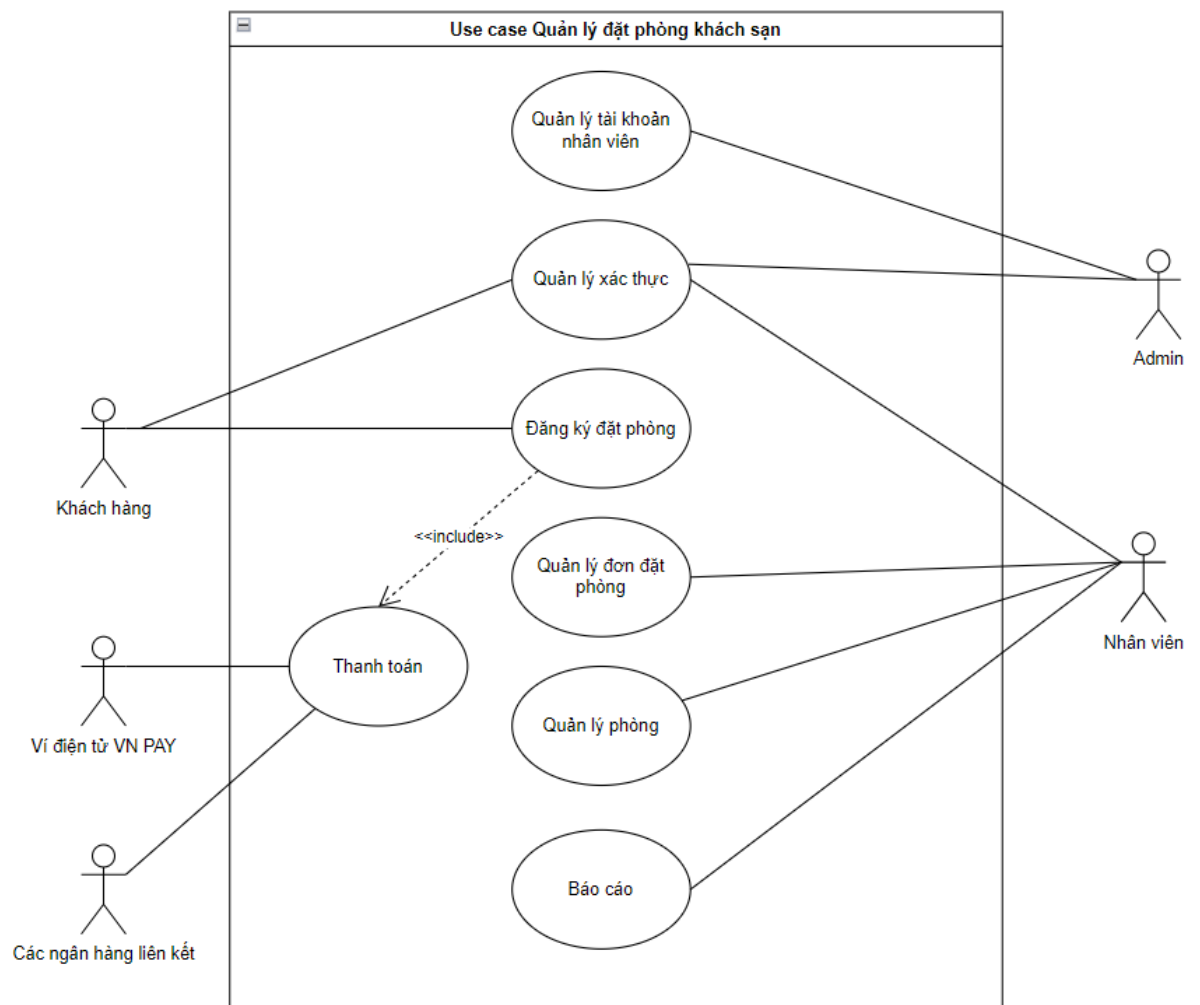 Use case Quản lý đặt phòng khách sạn
Quản lý tài khoản
nhân viên
Quản lý xác thực
Admin
Đăng ký đặt phòng
Khách hàng
<<include>>
Quản lý đơn đặt
phòng
Nhân viên
Thanh toán
Quản lý phòng
Ví điện tử VN PAY
Báo cáo
Các ngân hàng liên kết